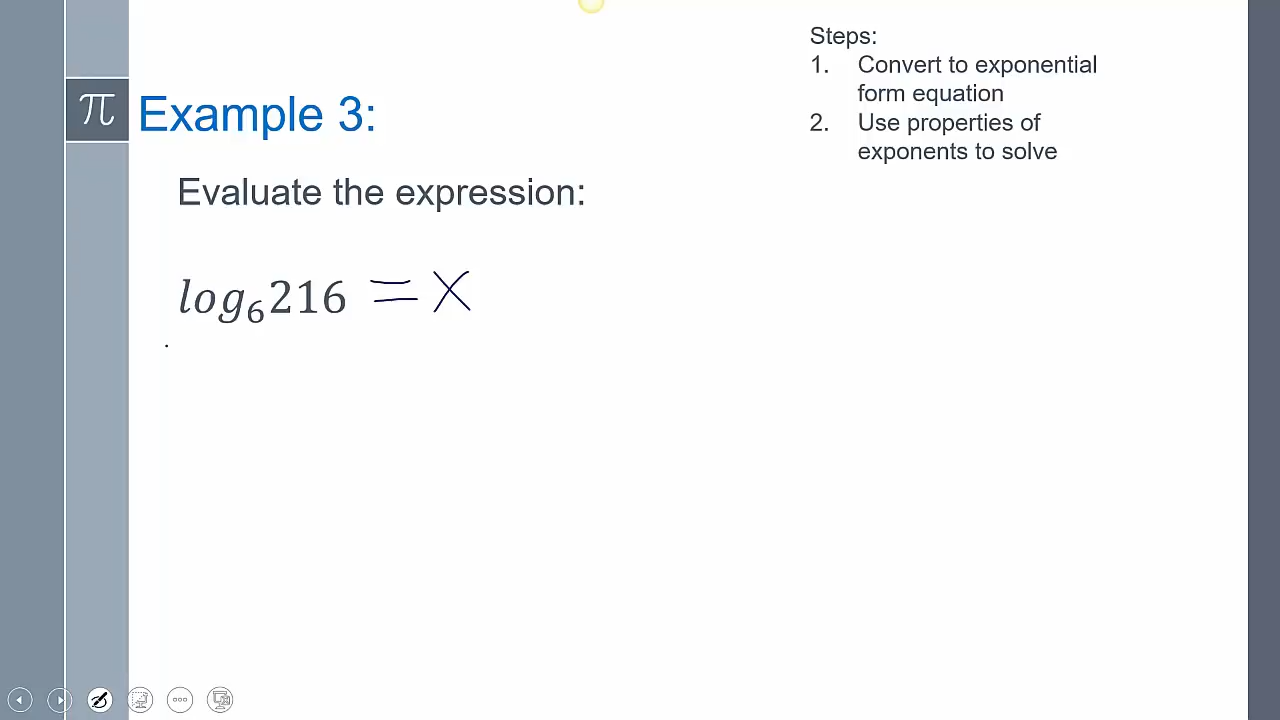 π
Example 3:
Evaluate the expression:
log₆216 = X
Steps:
1. Convert to exponential
form equation
2. Use properties of
exponents to solve